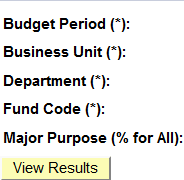 Budget Period (*):
Business Unit (*):
Department (*):
Fund Code (*):
Major Purpose (% for All):
View Results